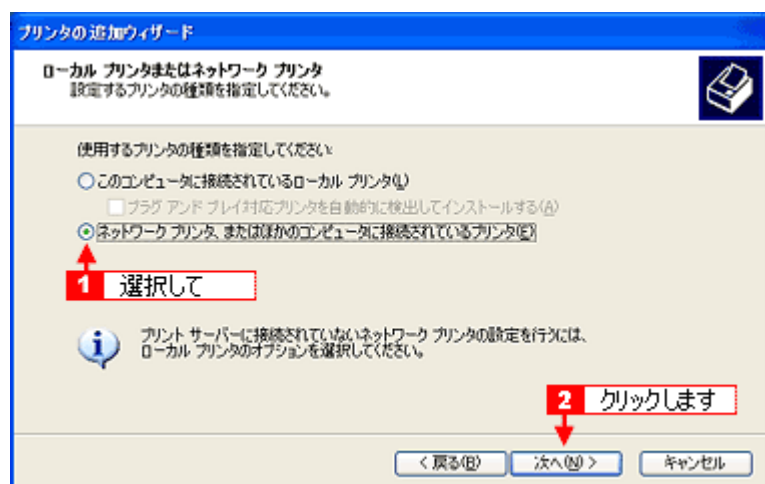 プリンタの追加ウィザード
ローカル プリンタまたはネットワーク プリンタ
設定するプリンタの種類を指定してください。
使用するプリンタの種類を指定してください:
このコンピュータに接続されているローカル プリンタ(L)
プラグ アンド プレイ対応プリンタを自動的に検出してインストールする(A)
ネットワーク プリンタ、またはほかのコンピュータに接続されているプリンタ(E)
1 選択して
プリント サーバーに接続されていないネットワーク プリンタの設定を行うには、
ローカル プリンタのオプションを選択してください。
2 クリックします
< 戻る(B) 次へ(N) > キャンセル